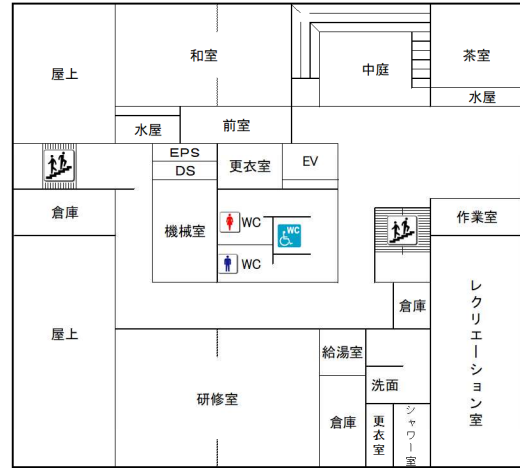 屋上
和室
中庭
茶室
水屋
水屋
前室
EPS
DS
更衣室
EV
倉庫
機械室
WC
WC
WC
作業室
倉庫
レクリエーション室
屋上
研修室
給湯室
洗面
倉庫
更衣室
シャワー室